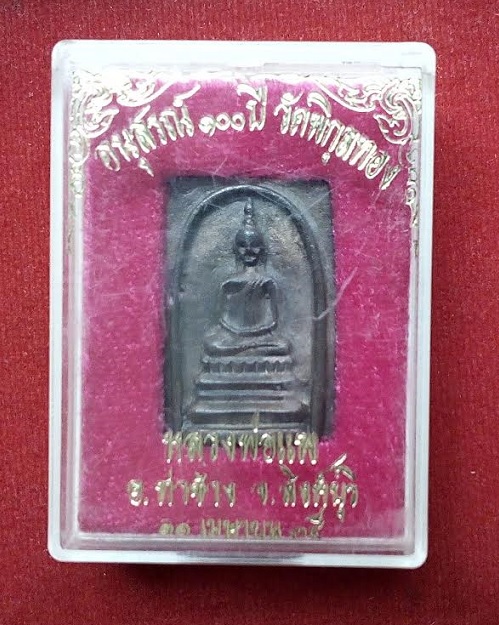 อนุสรณ์ ๑๐๐ ปี วัดพิกุลทอง
หลวงพ่อแพ
อ.ท่าช้าง จ.สิงห์บุรี
๑๑ เมษายน ๓๕